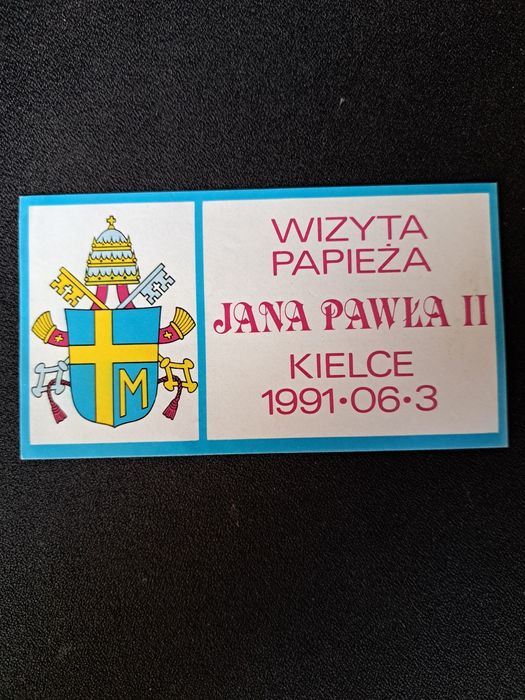 M
WIZYTA
PAPIEŻA
JANA PAWŁA II
KIELCE
1991•06•3